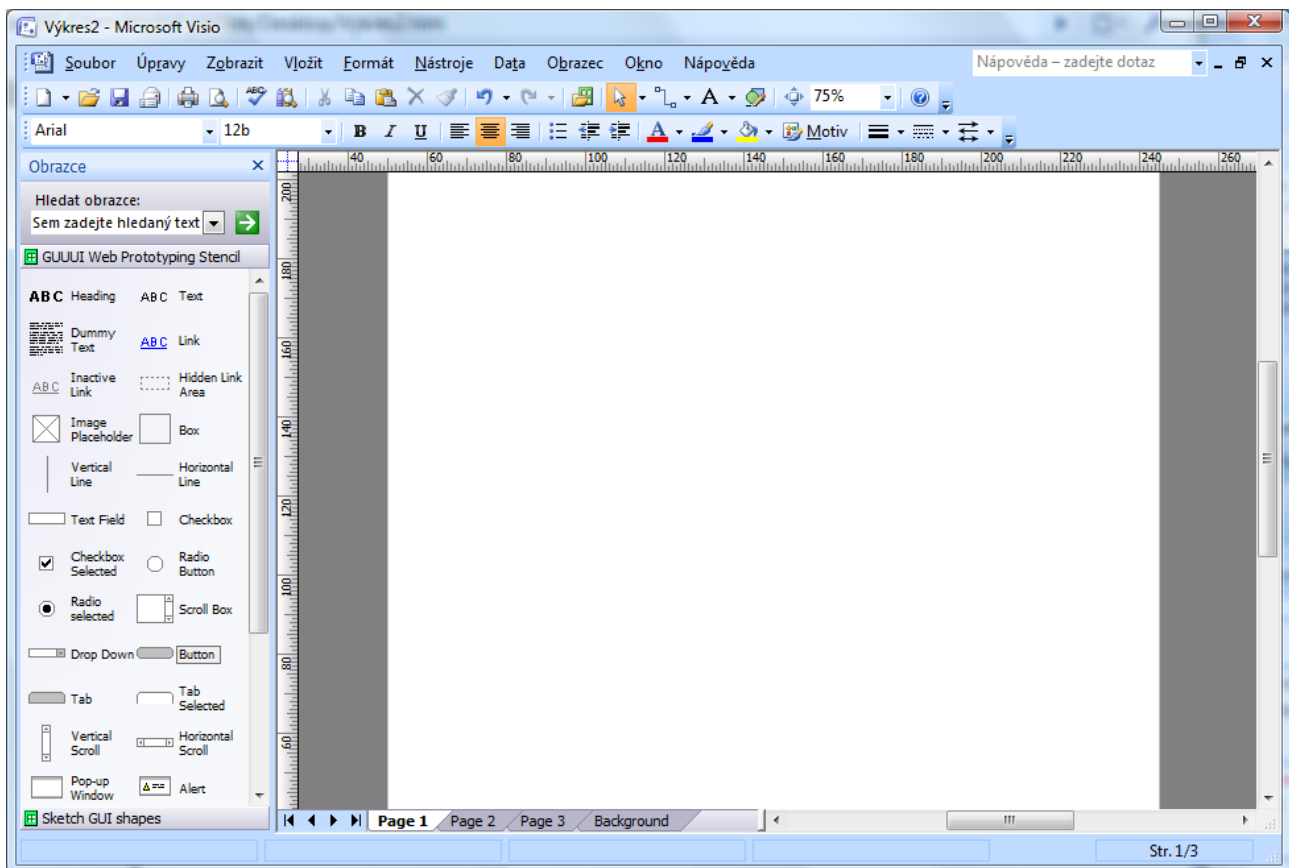 Výkres2 - Microsoft Visio
Soubor Úpravy Zobrazit Vložit Formát Nástroje Data Obrazec Okno Nápověda Nápověda – zadejte dotaz
ABC A 75%
Arial 12b B I U A Motiv
Obrazce
40 60 80 100 120 140 160 180 200 220 240 260
Hledat obrazce:
Sem zadejte hledaný text
GUUUI Web Prototyping Stencil
ABC Heading ABC Text
Dummy Text ABC Link
ABC Inactive Link Hidden Link Area
Image Placeholder Box
Vertical Line Horizontal Line
Text Field Checkbox
Checkbox Selected Radio Button
Radio selected Scroll Box
Drop Down Button
Tab Tab Selected
Vertical Scroll Horizontal Scroll
Pop-up Window Alert
Sketch GUI shapes
200
180
160
140
120
100
80
60
Page 1 Page 2 Page 3 Background
Str. 1/3